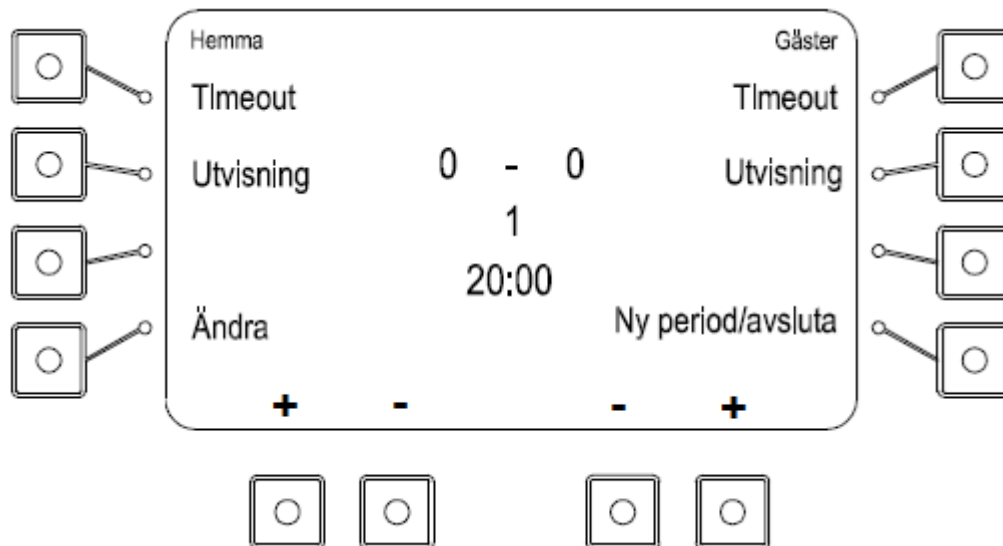 Hemma Gäster
TImeout TImeout
Utvisning 0 - 0 Utvisning
1
20:00
Ändra Ny period/avsluta
+ - - +